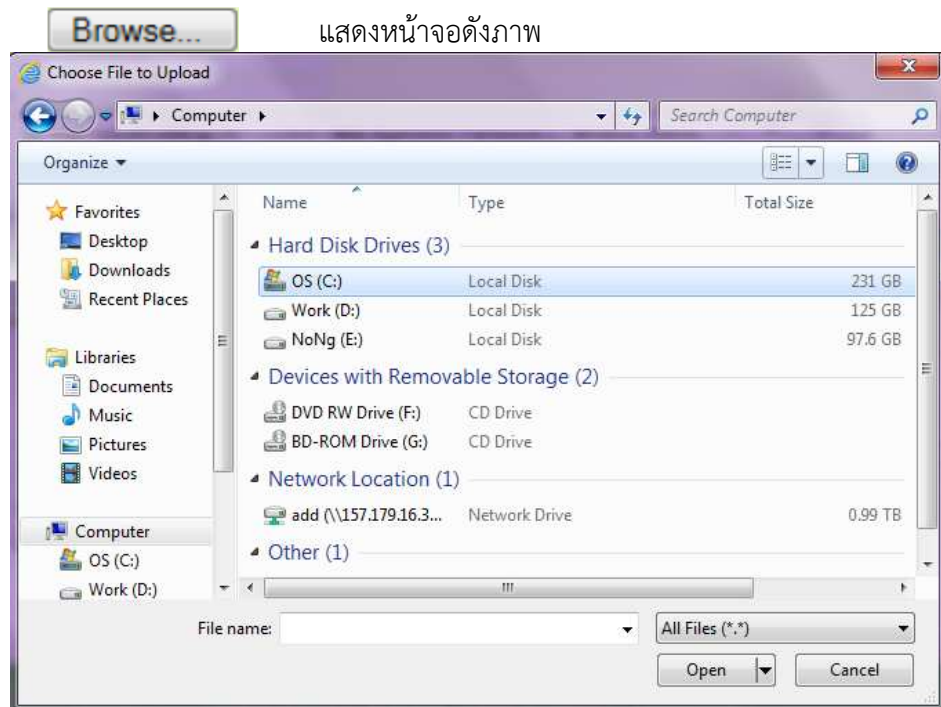 Browse... แสดงหน้าจอดังภาพ
Choose File to Upload
Computer
Search Computer
Organize
Name Type Total Size
Favorites
Desktop
Downloads
Recent Places
Libraries
Documents
Music
Pictures
Videos
Computer
OS (C:)
Work (D:)
Hard Disk Drives (3)
OS (C:) Local Disk 231 GB
Work (D:) Local Disk 125 GB
NoNg (E:) Local Disk 97.6 GB
Devices with Removable Storage (2)
DVD RW Drive (F:) CD Drive
BD-ROM Drive (G:) CD Drive
Network Location (1)
add (\\157.179.16.3... Network Drive 0.99 TB
Other (1)
File name: All Files (*.*)
Open Cancel